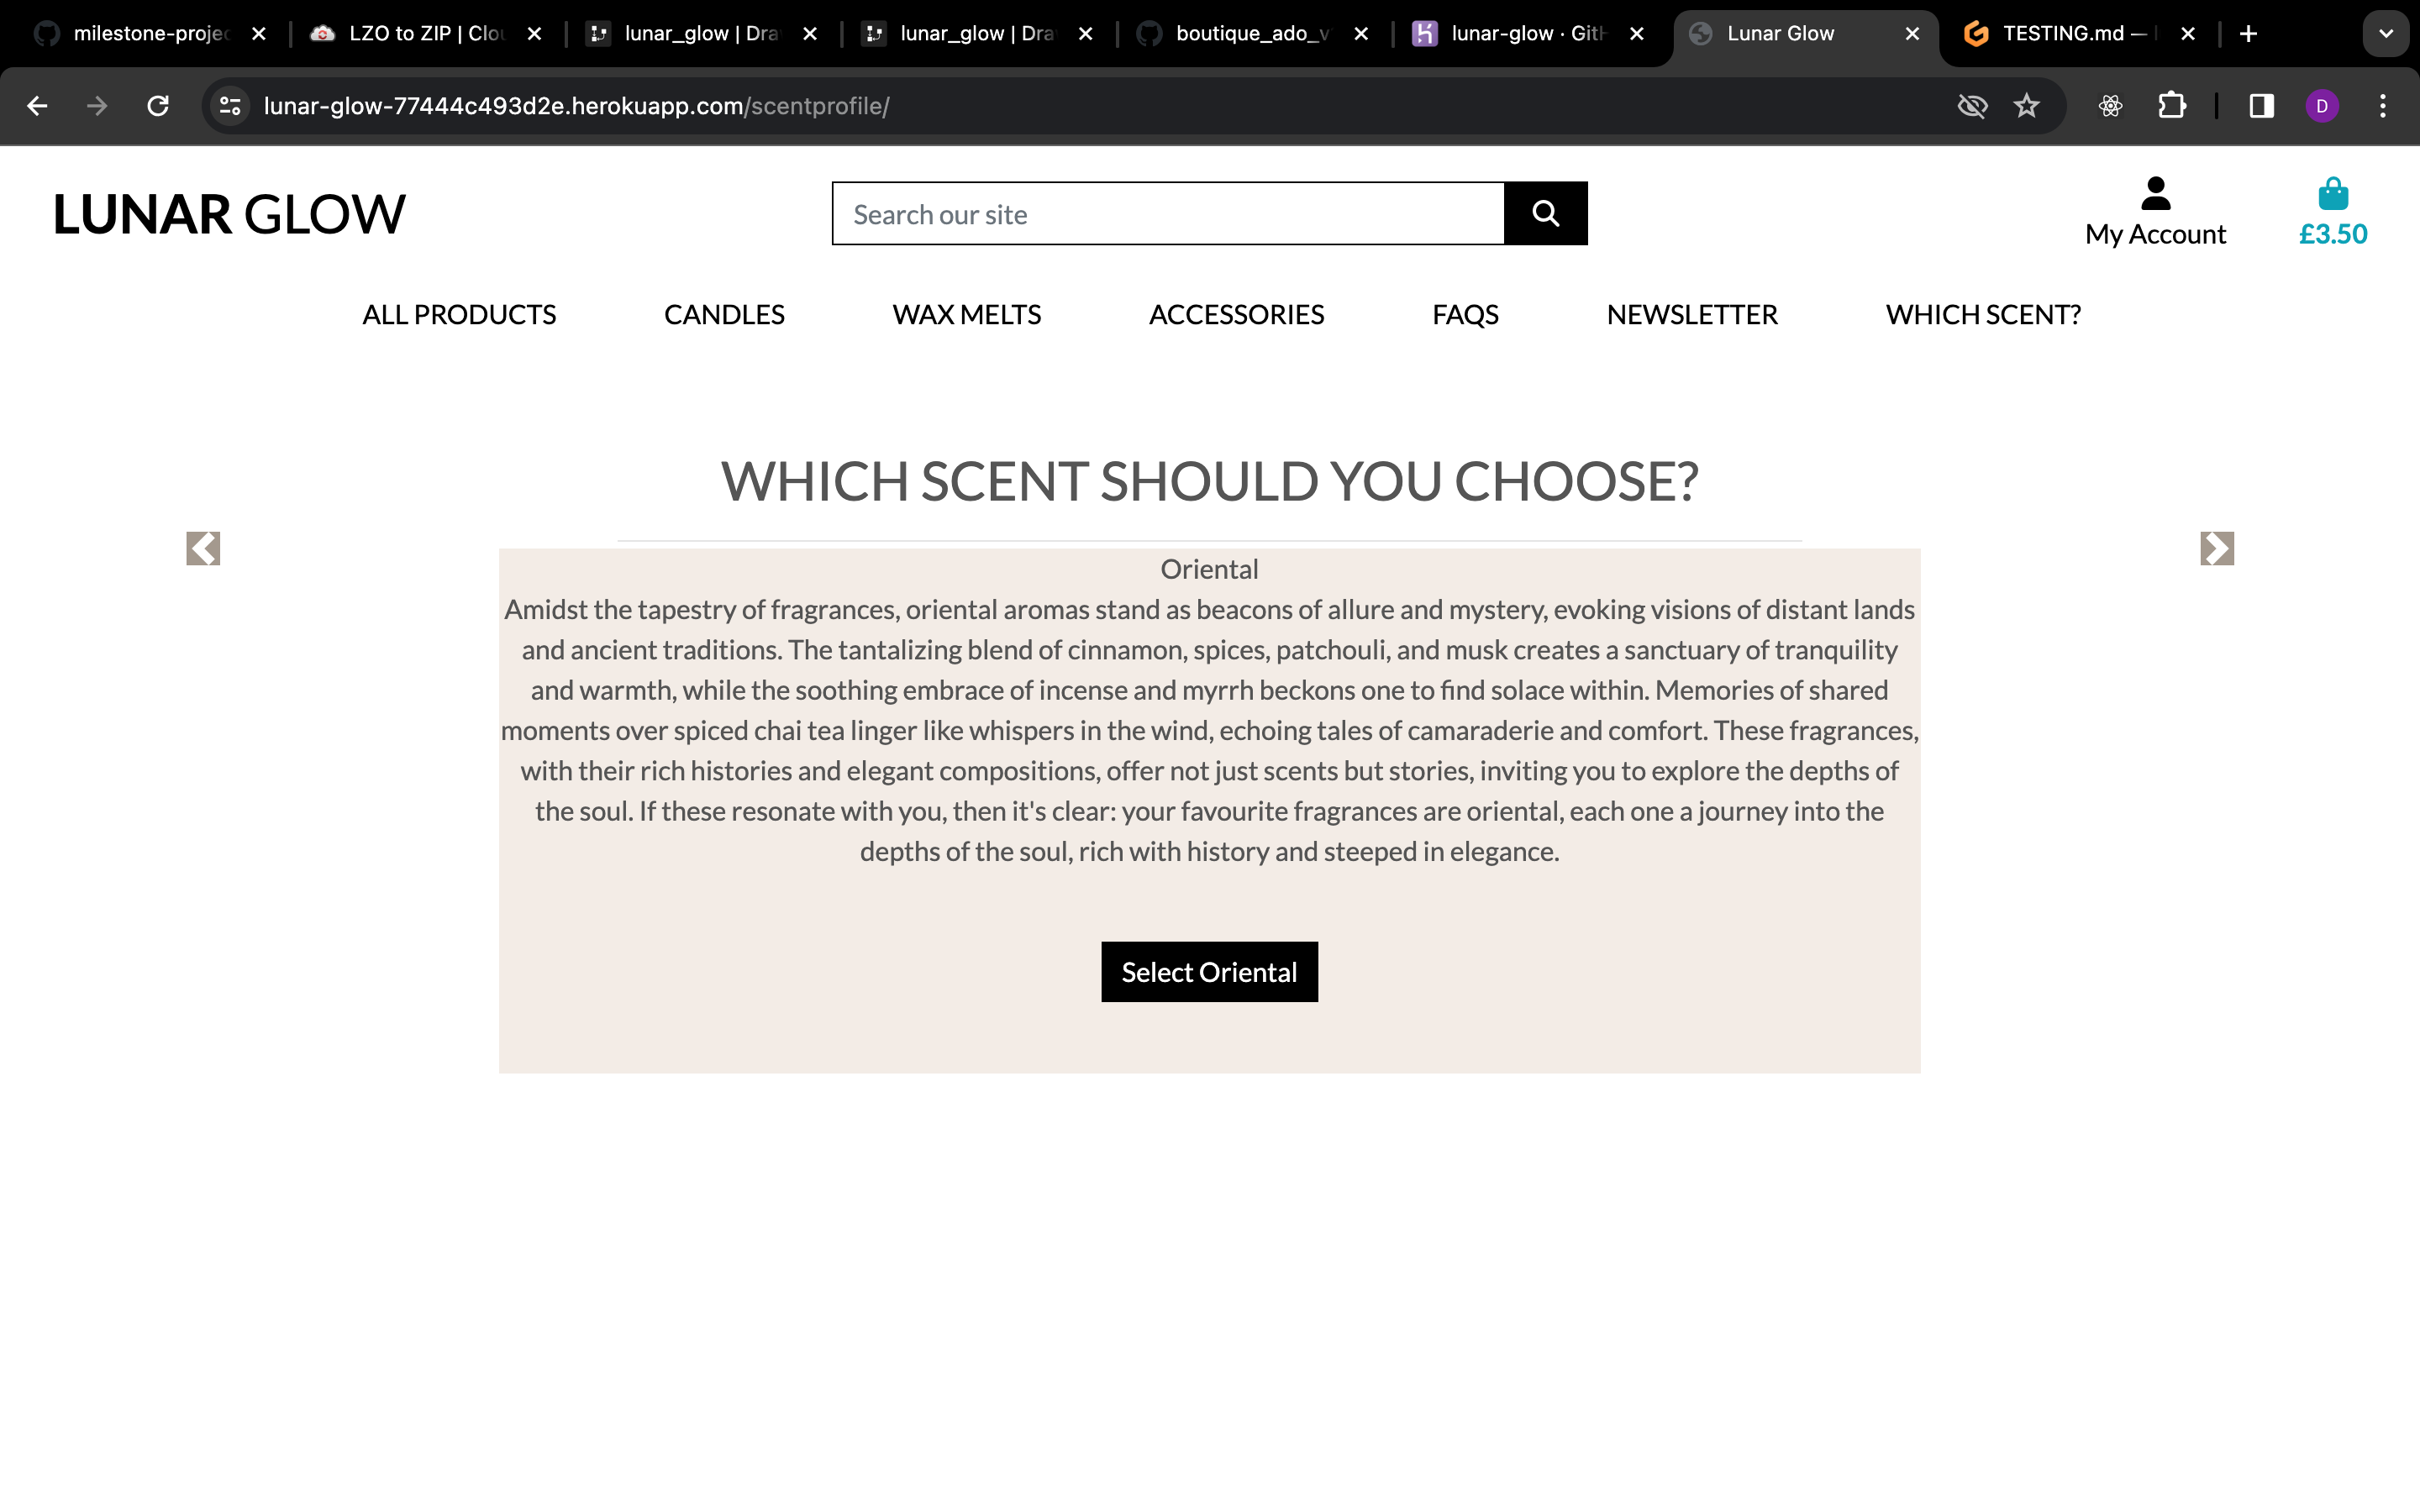 milestone-projec
LZO to ZIP | Clou
lunar_glow | Dra
lunar_glow | Dra
boutique_ado_v
lunar-glow · GitH
Lunar Glow
TESTING.md —
lunar-glow-77444c493d2e.herokuapp.com/scentprofile/
D
LUNAR GLOW
Search our site
My Account
£3.50
ALL PRODUCTS
CANDLES
WAX MELTS
ACCESSORIES
FAQS
NEWSLETTER
WHICH SCENT?
WHICH SCENT SHOULD YOU CHOOSE?
Oriental
Amidst the tapestry of fragrances, oriental aromas stand as beacons of allure and mystery, evoking visions of distant lands
and ancient traditions. The tantalizing blend of cinnamon, spices, patchouli, and musk creates a sanctuary of tranquility
and warmth, while the soothing embrace of incense and myrrh beckons one to find solace within. Memories of shared
moments over spiced chai tea linger like whispers in the wind, echoing tales of camaraderie and comfort. These fragrances,
with their rich histories and elegant compositions, offer not just scents but stories, inviting you to explore the depths of
the soul. If these resonate with you, then it's clear: your favourite fragrances are oriental, each one a journey into the
depths of the soul, rich with history and steeped in elegance.
Select Oriental